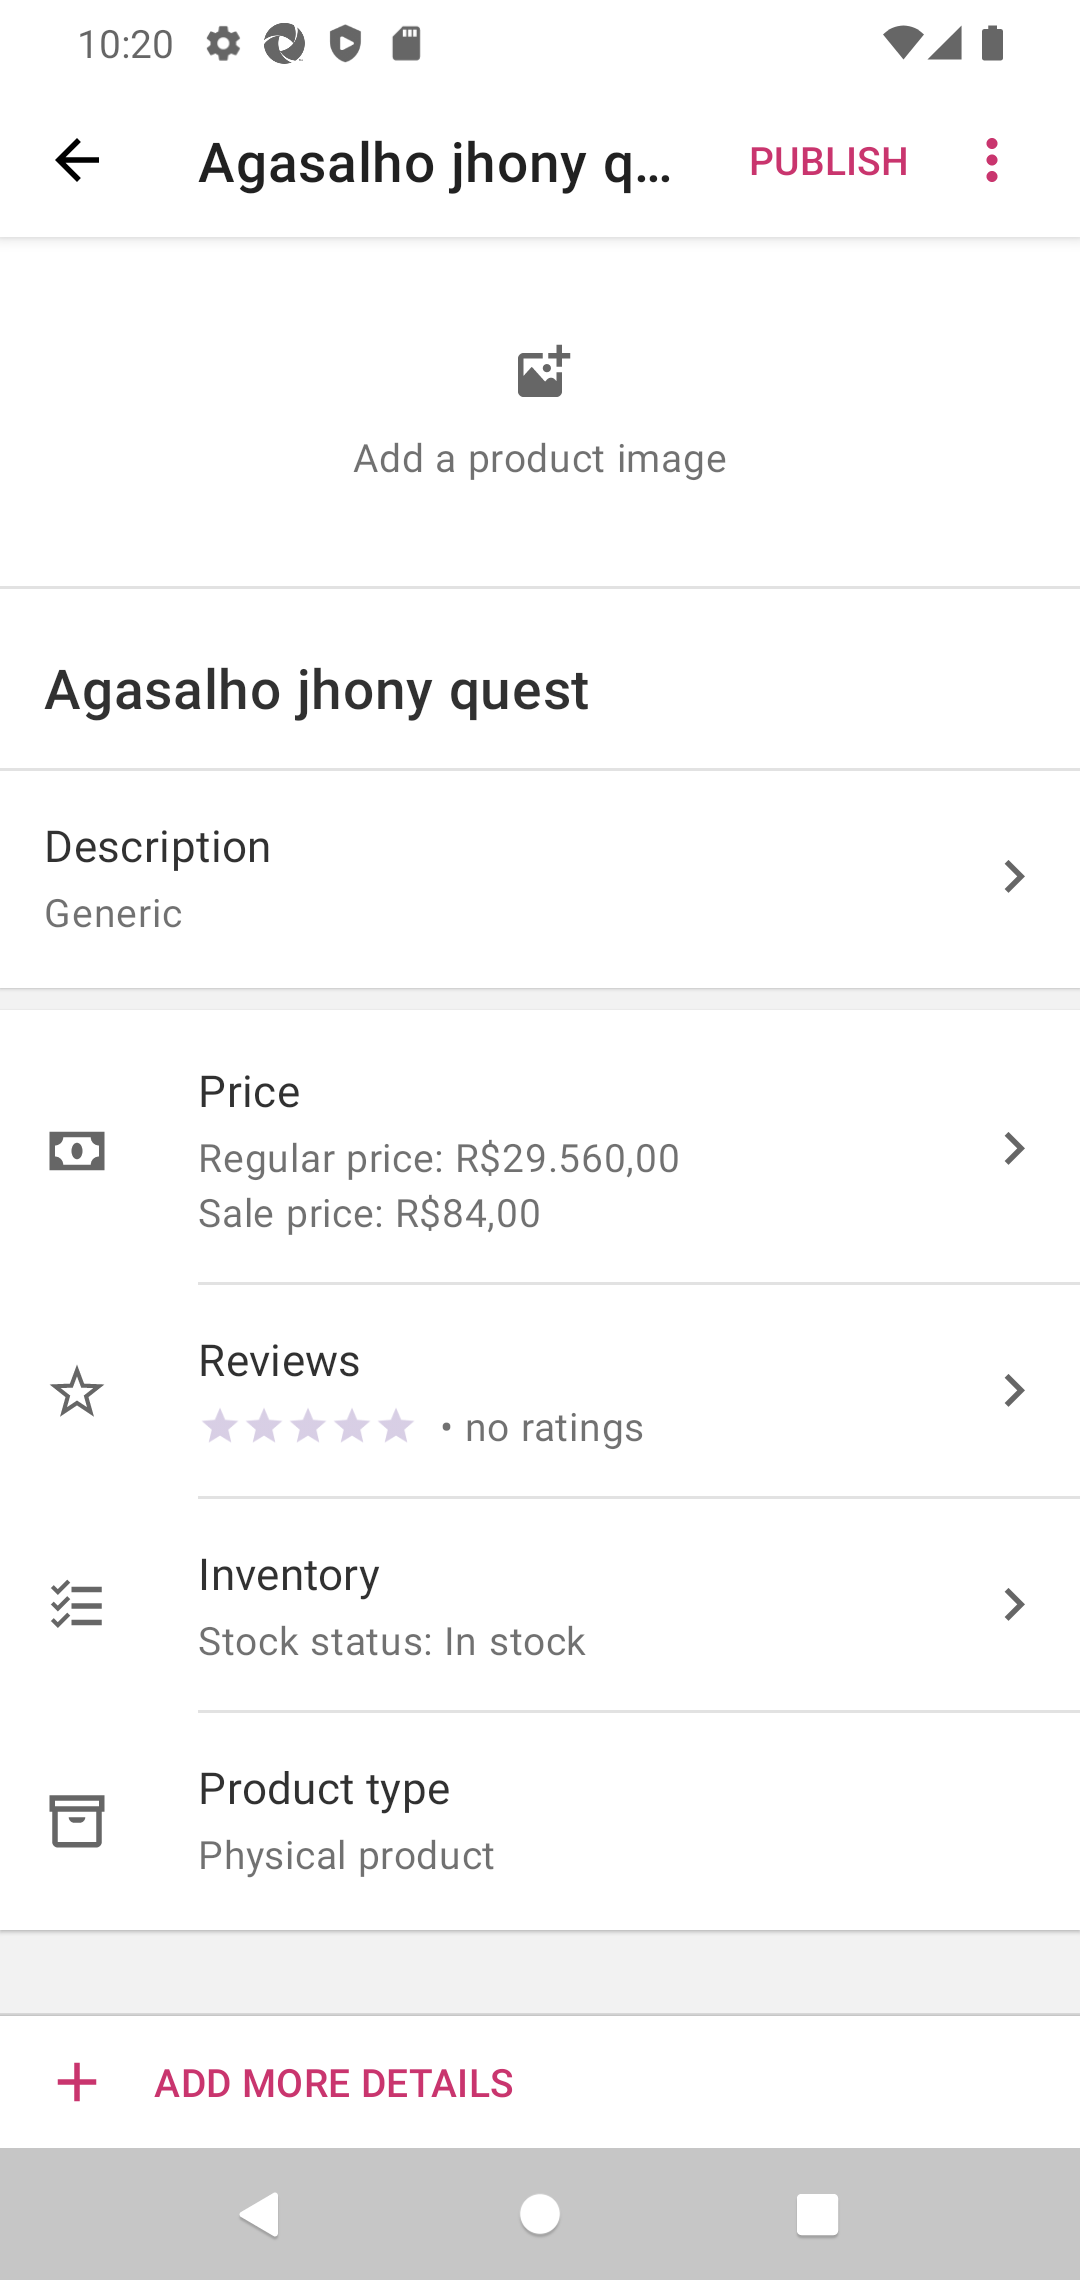 10:20
Agasalho jhony q...
PUBLISH
Add a product image
Agasalho jhony quest
Description
Generic
Price
Regular price: R$29.560,00
Sale price: R$84,00
Reviews
• no ratings
Inventory
Stock status: In stock
Product type
Physical product
ADD MORE DETAILS